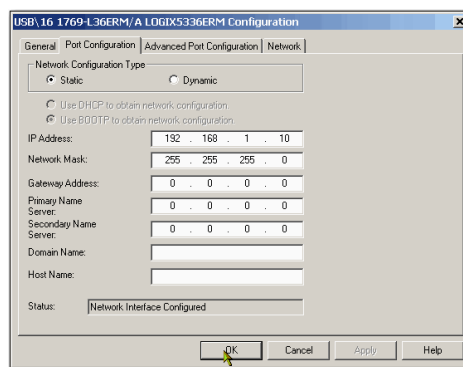 USB\16 1769-L36ERM/A LOGIX5336ERM Configuration
General Port Configuration Advanced Port Configuration Network
Network Configuration Type
Static Dynamic
Use DHCP to obtain network configuration.
Use BOOTP to obtain network configuration.
IP Address: 192 . 168 . 1 . 10
Network Mask: 255 . 255 . 255 . 0
Gateway Address: 0 . 0 . 0 . 0
Primary Name
Server: 0 . 0 . 0 . 0
Secondary Name
Server: 0 . 0 . 0 . 0
Domain Name:
Host Name:
Status: Network Interface Configured
OK Cancel Apply Help